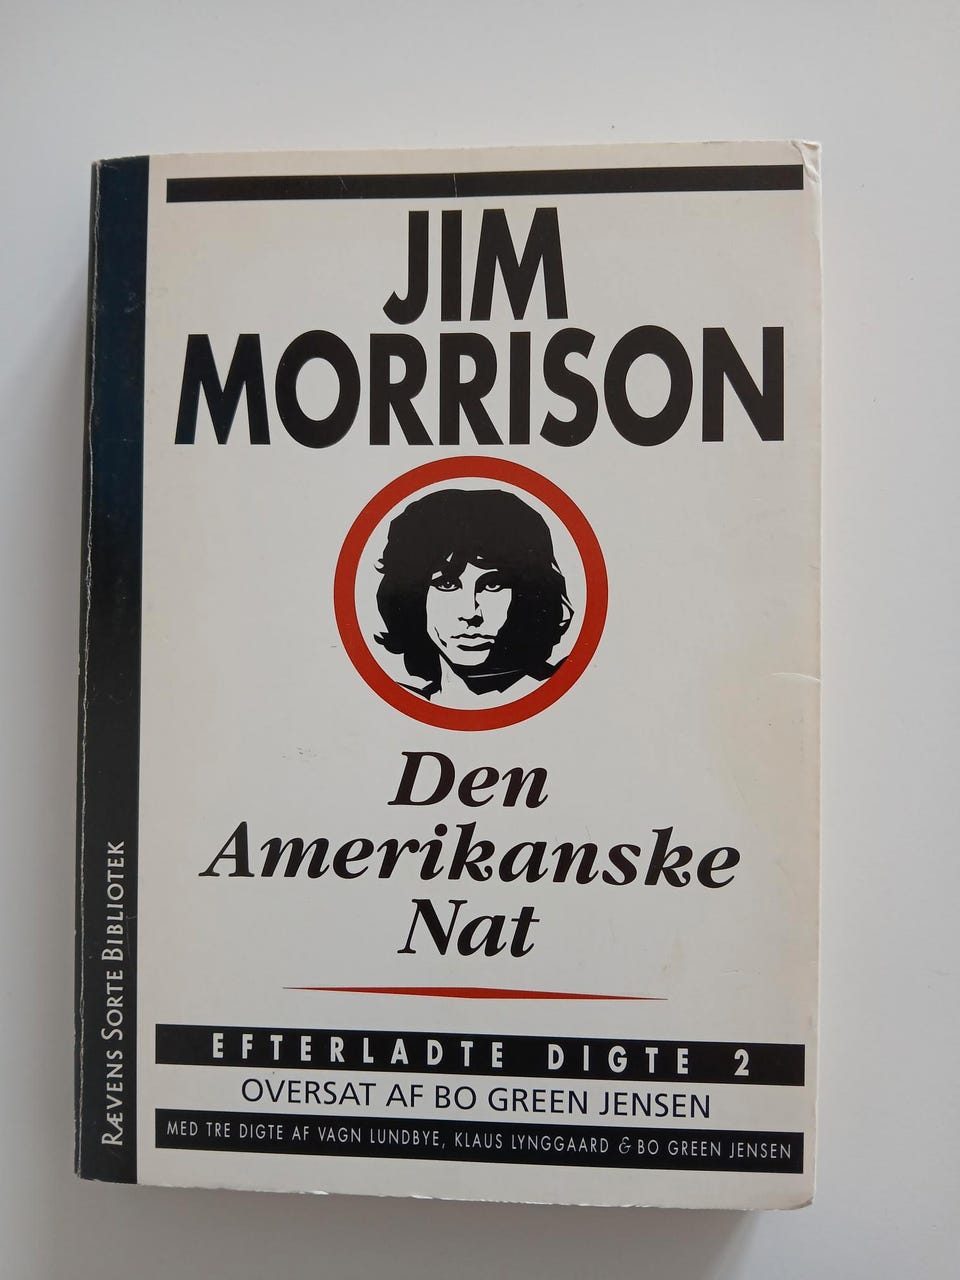 JIM
MORRISON
Den
Amerikanske
Nat
EFTERLADTE DIGTE 2
OVERSAT AF BO GREEN JENSEN
MED TRE DIGTE AF VAGN LUNDBYE, KLAUS LYNGGAARD & BO GREEN JENSEN
RÆVENS SORTE BIBLIOTEK